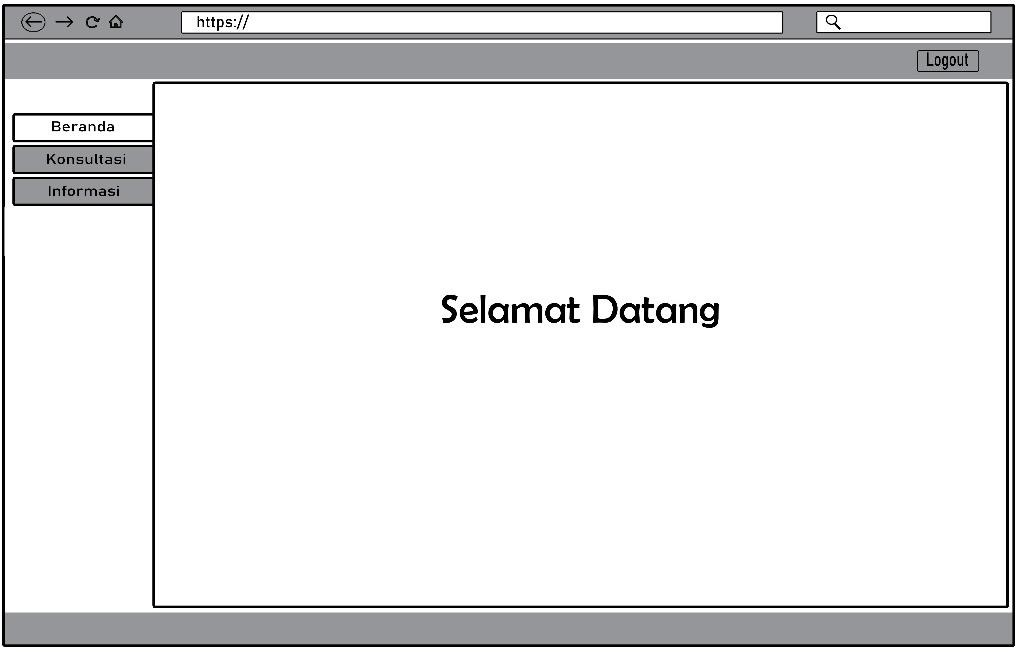 https://
Logout
Beranda
Konsultasi
Informasi
Selamat Datang